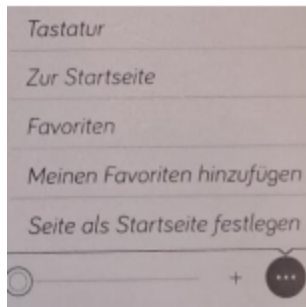 Tastatur
Zur Startseite
Favoriten
Meinen Favoriten hinzufügen
Seite als Startseite festlegen
+ •••